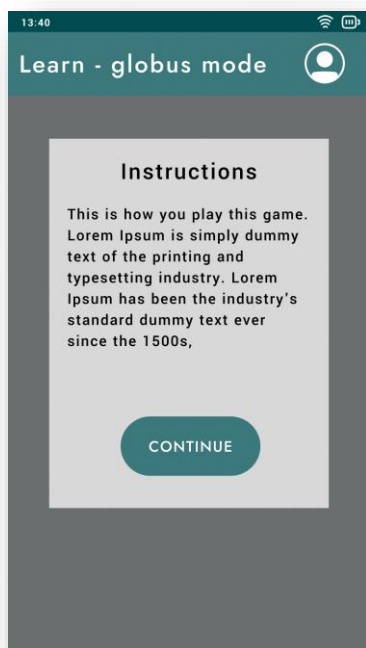 13:40
Learn - globus mode
Instructions
This is how you play this game.
Lorem Ipsum is simply dummy
text of the printing and
typesetting industry. Lorem
Ipsum has been the industry's
standard dummy text ever
since the 1500s,
CONTINUE